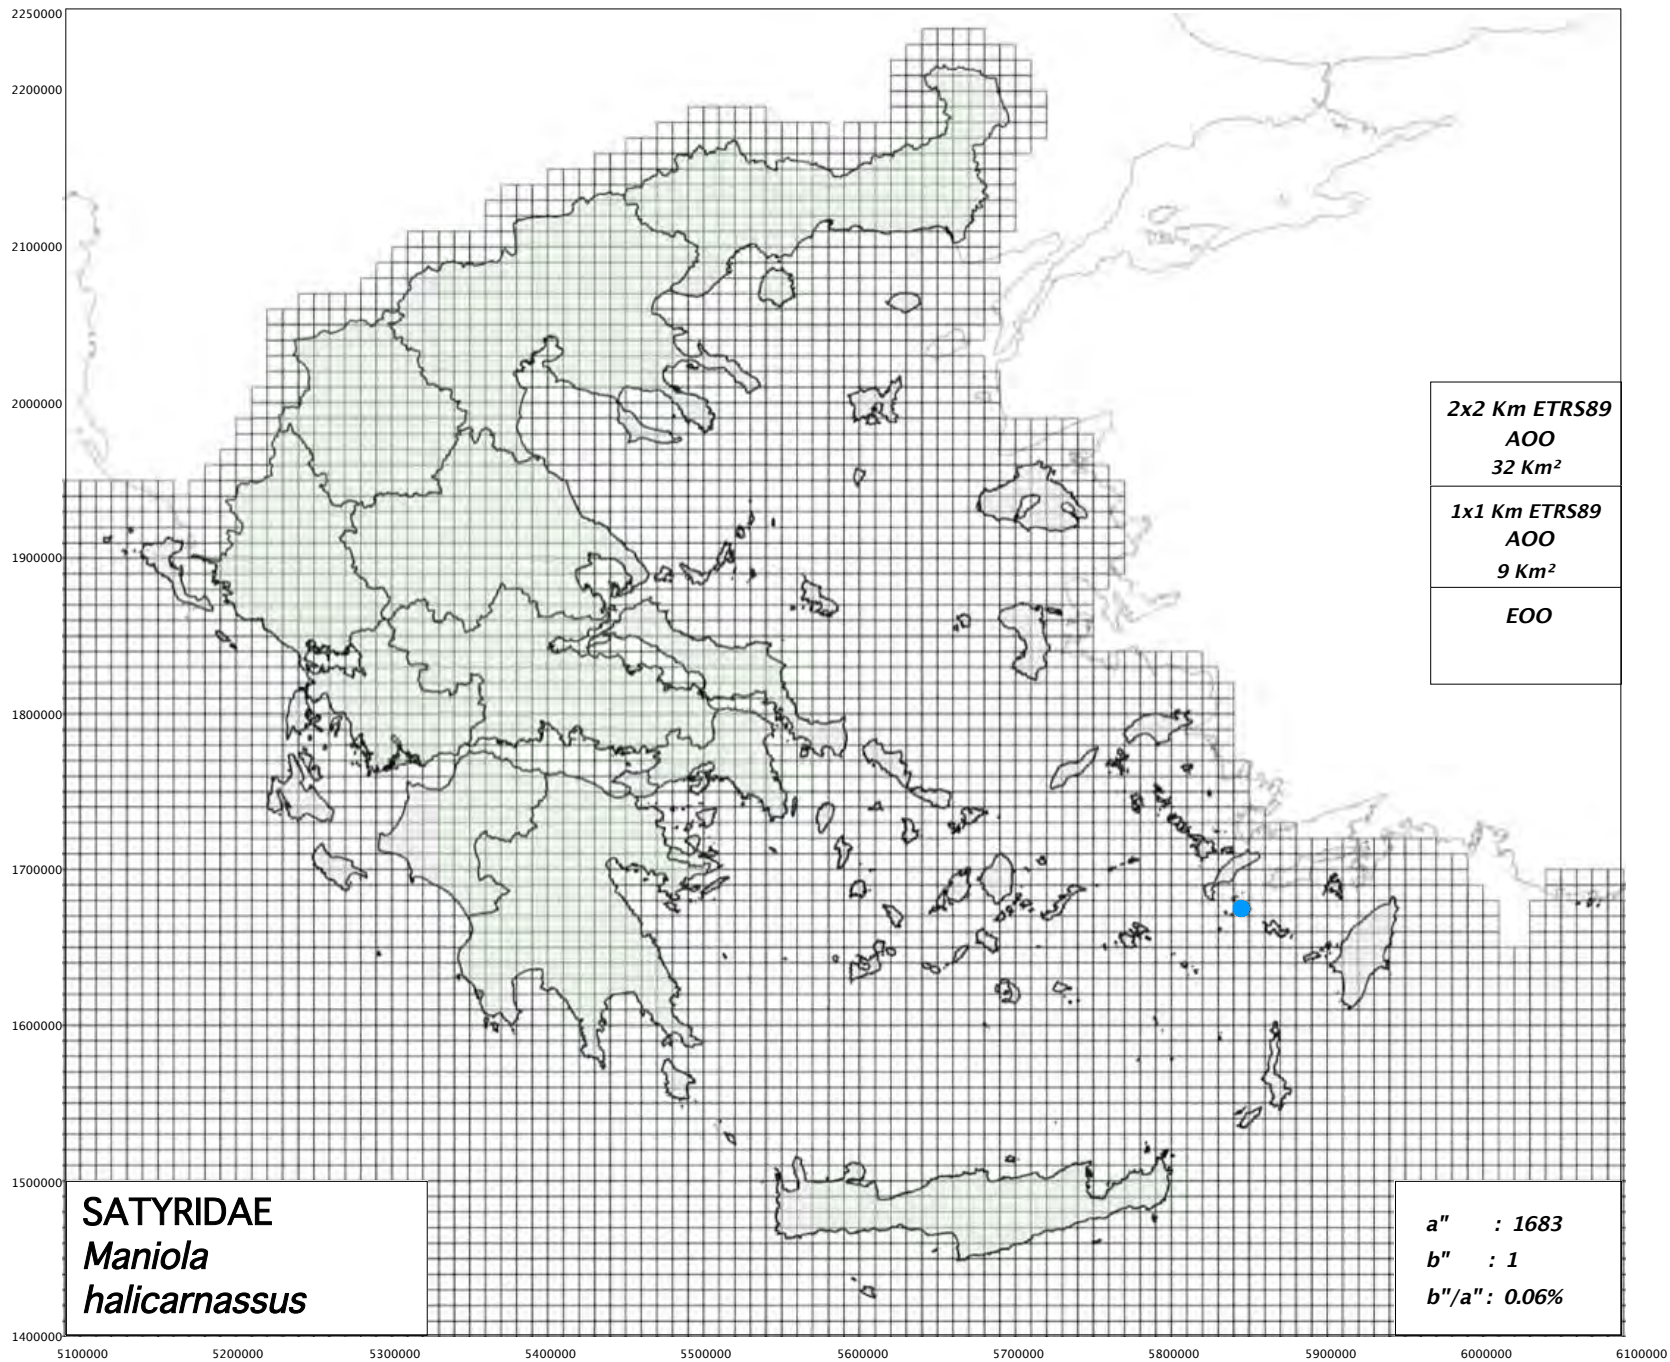 2250000
2200000
2100000
2000000
1900000
1800000
1700000
1600000
1500000
1400000
2x2 Km ETRS89
AOO
32 Km²
1x1 Km ETRS89
AOO
9 Km²
EOO
SATYRIDAE
Maniola
halicarnassus
a" : 1683
b" : 1
b"/a" : 0.06%
5100000 5200000 5300000 5400000 5500000 5600000 5700000 5800000 5900000 6000000 6100000